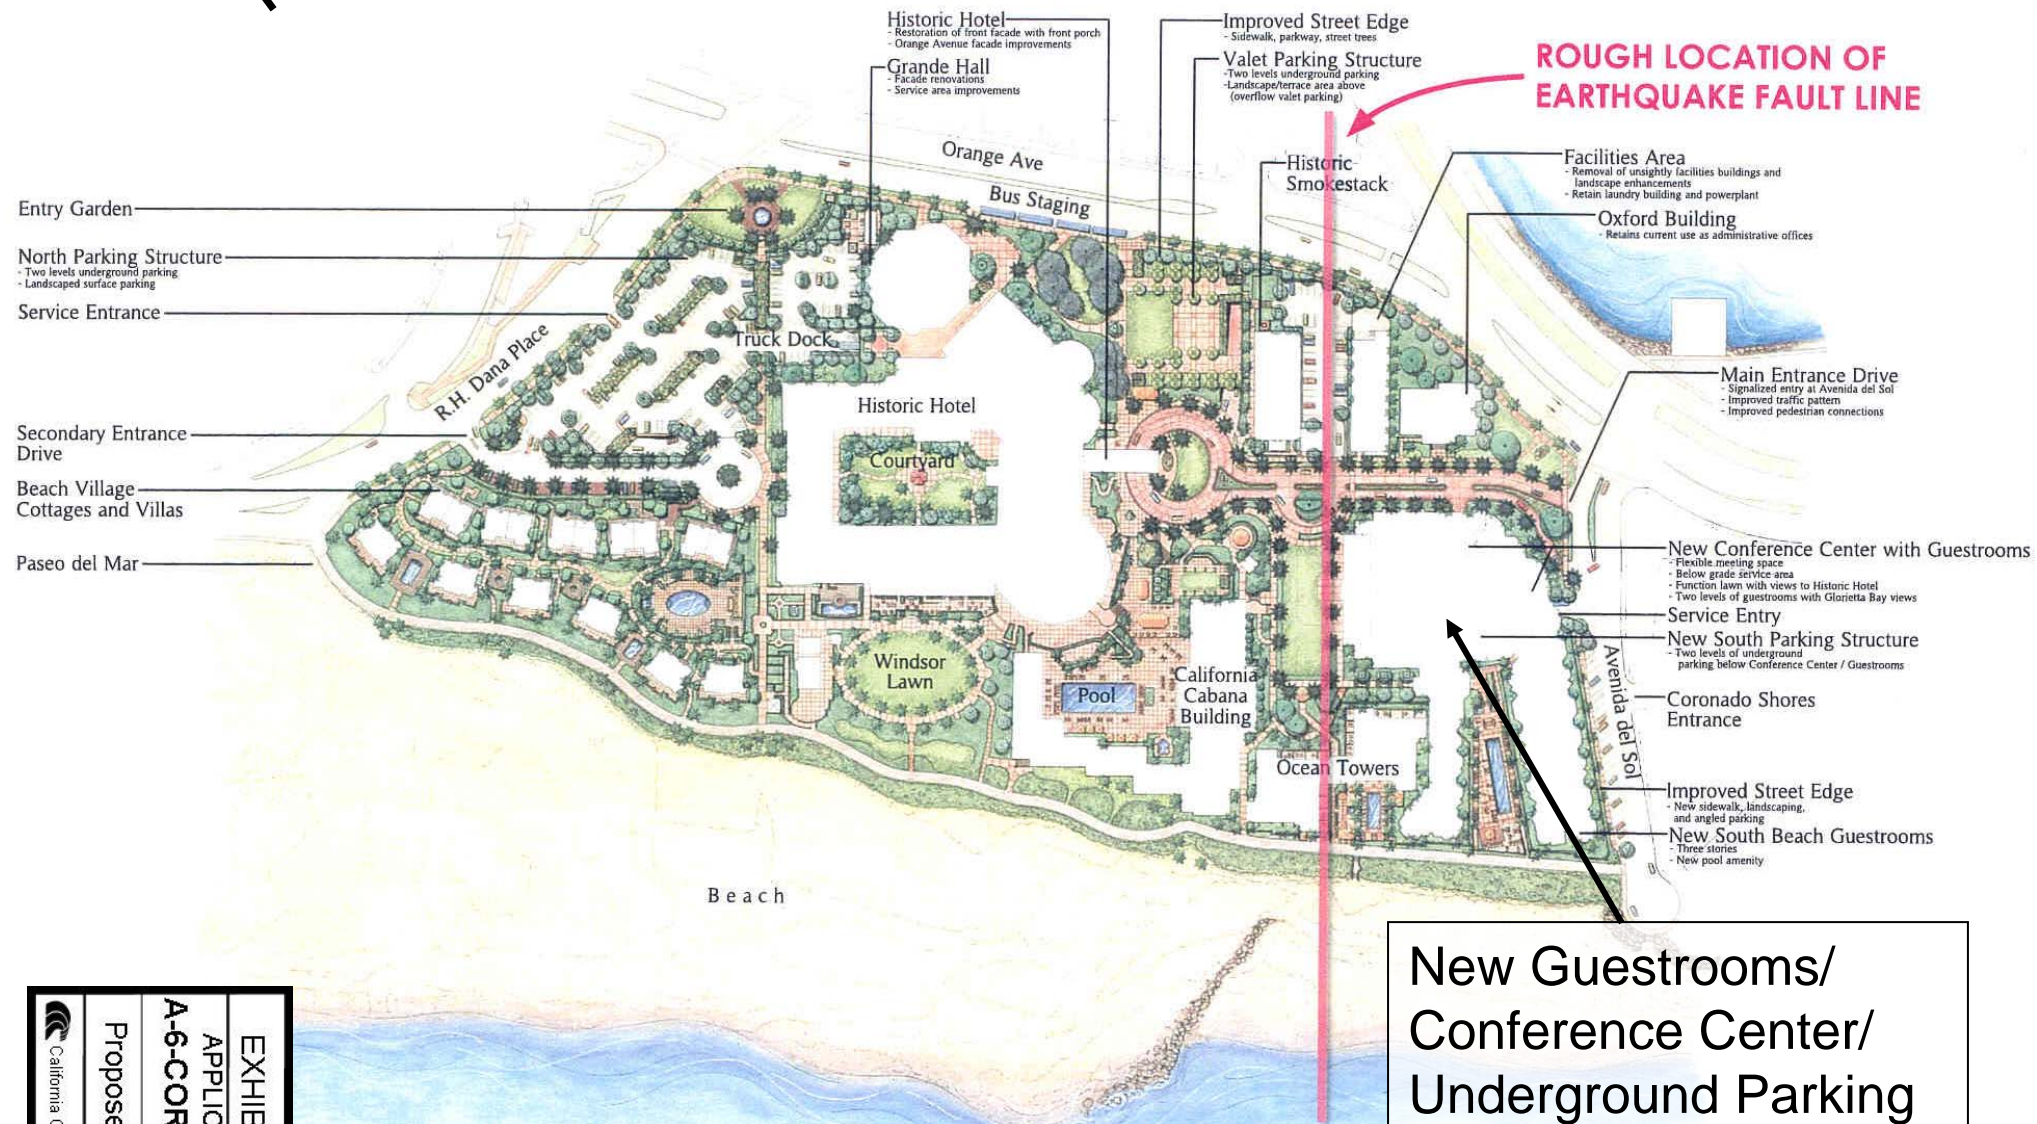 Historic Hotel
- Restoration of front facade with front porch
- Orange Avenue facade improvements
Grande Hall
- Facade renovations
- Service area improvements
Improved Street Edge
- Sidewalk, parkway, street trees
Valet Parking Structure
-Two levels underground parking
-Landscape/terrace area above
(overflow valet parking)
ROUGH LOCATION OF
EARTHQUAKE FAULT LINE
Historic
Smokestack
Facilities Area
- Removal of unsightly facilities buildings and
landscape enhancements
- Retain laundry building and powerplant
Oxford Building
- Retains current use as administrative offices
Main Entrance Drive
- Signalized entry at Avenida del Sol
- Improved traffic pattern
- Improved pedestrian connections
Orange Ave
Bus Staging
Entry Garden
North Parking Structure
- Two levels underground parking
- Landscaped surface parking
Service Entrance
R.H. Dana Place
Truck Dock
Historic Hotel
Courtyard
Secondary Entrance
Drive
Beach Village
Cottages and Villas
Paseo del Mar
New Conference Center with Guestrooms
- Flexible meeting space
- Below grade service area
- Function lawn with views to Historic Hotel
- Two levels of guestrooms with Glorietta Bay views
Service Entry
New South Parking Structure
- Two levels of underground
parking below Conference Center / Guestrooms
Avenida del Sol
Coronado Shores
Entrance
Improved Street Edge
- New sidewalk, landscaping,
and angled parking
New South Beach Guestrooms
- Three stories
- New pool amenity
Windsor
Lawn
Pool
California
Cabana
Building
Ocean Towers
Beach
New Guestrooms/
Conference Center/
Underground Parking
EXHIB
APPLIC
A-6-COR
Propose
California C